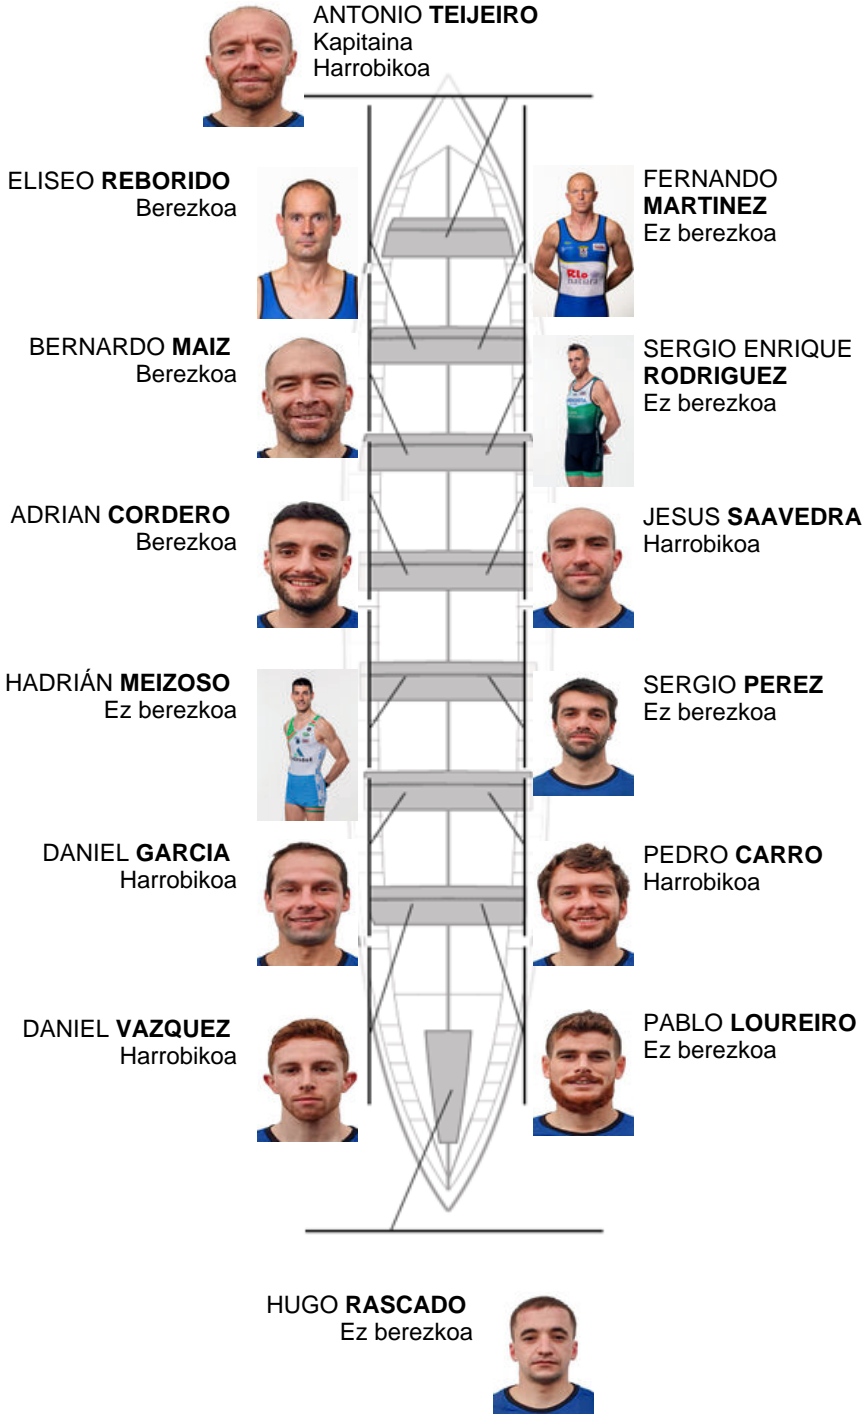 ANTONIO TEIJEIRO
Kapitaina
Harrobikoa
ELISEO REBORIDO
Berezkoa
FERNANDO
MARTINEZ
Ez berezkoa
Rio
natura
BERNARDO MAIZ
Berezkoa
SERGIO ENRIQUE
RODRIGUEZ
Ez berezkoa
ADRIAN CORDERO
Berezkoa
JESUS SAAVEDRA
Harrobikoa
HADRIÁN MEIZOSO
Ez berezkoa
SERGIO PEREZ
Ez berezkoa
DANIEL GARCIA
Harrobikoa
PEDRO CARRO
Harrobikoa
DANIEL VAZQUEZ
Harrobikoa
PABLO LOUREIRO
Ez berezkoa
HUGO RASCADO
Ez berezkoa